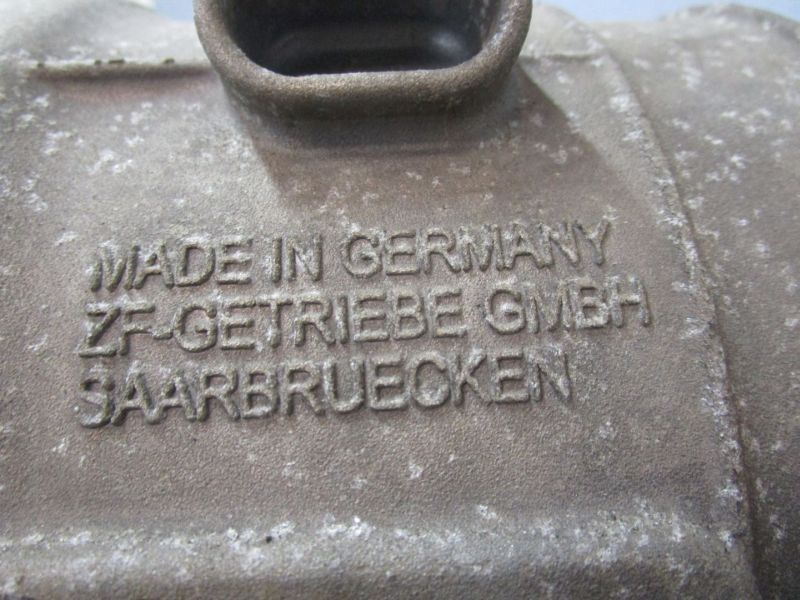 MADE IN GERMANY
ZF-GETRIEBE GMBH
SAARBRUECKEN